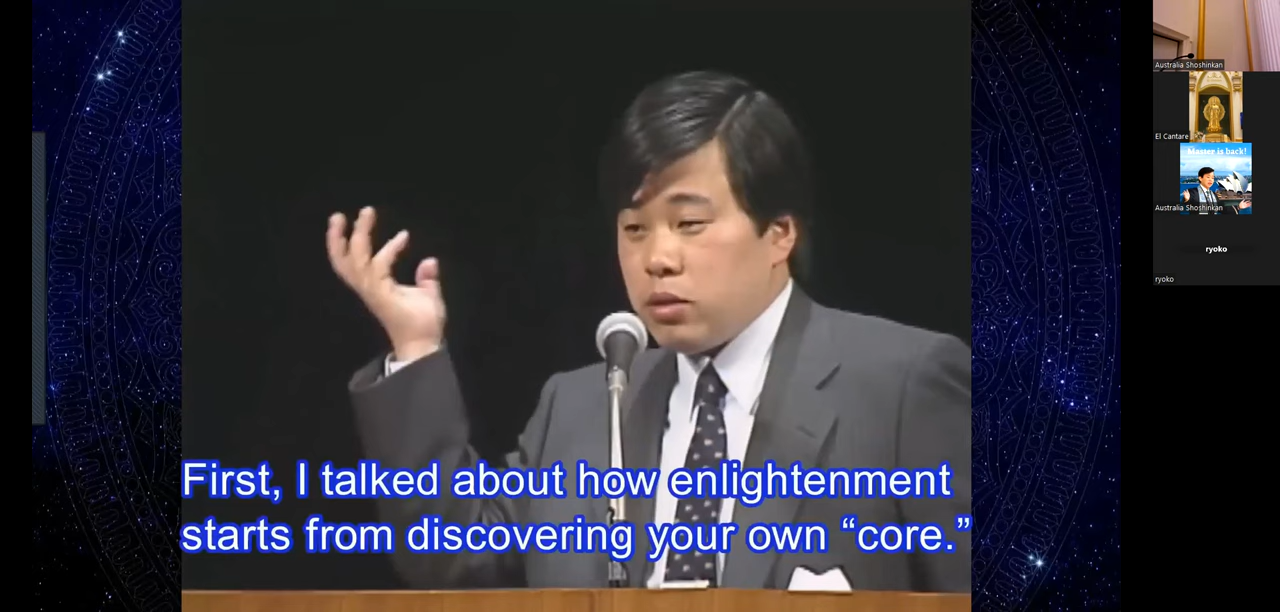 First, I talked about how enlightenment
starts from discovering your own “core.”
Australia Shoshinkan
El Cantare
Master is back!
Australia Shoshinkan
ryoko
ryoko